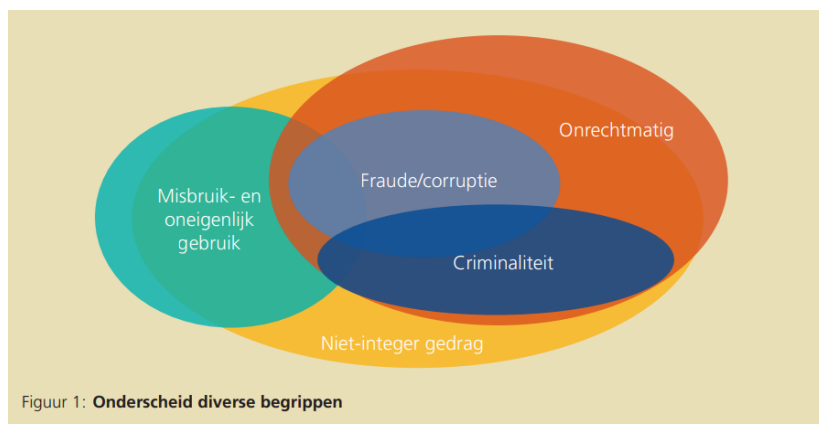 Onrechtmatig
Fraude/corruptie
Misbruik- en
oneigenlijk
gebruik
Criminaliteit
Niet-integer gedrag
Figuur 1: Onderscheid diverse begrippen